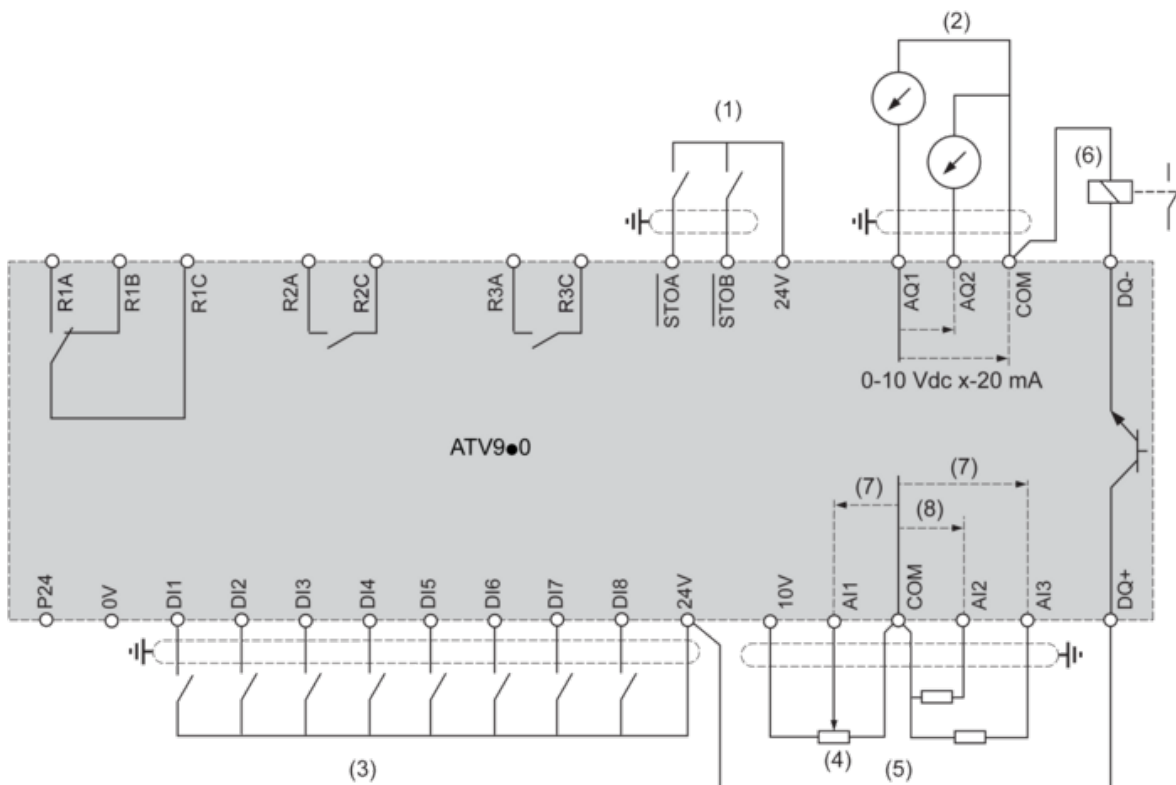 (2)
(1)
(6)
R1A
R1B
R1C
R2A
R2C
R3A
R3C
STOA
STOB
24V
AQ1
AQ2
COM
DQ-
0-10 Vdc x-20 mA
ATV9●0
(7)
(7)
(8)
P24
0V
DI1
DI2
DI3
DI4
DI5
DI6
DI7
DI8
24V
10V
AI1
COM
AI2
AI3
DQ+
(3)
(4)
(5)